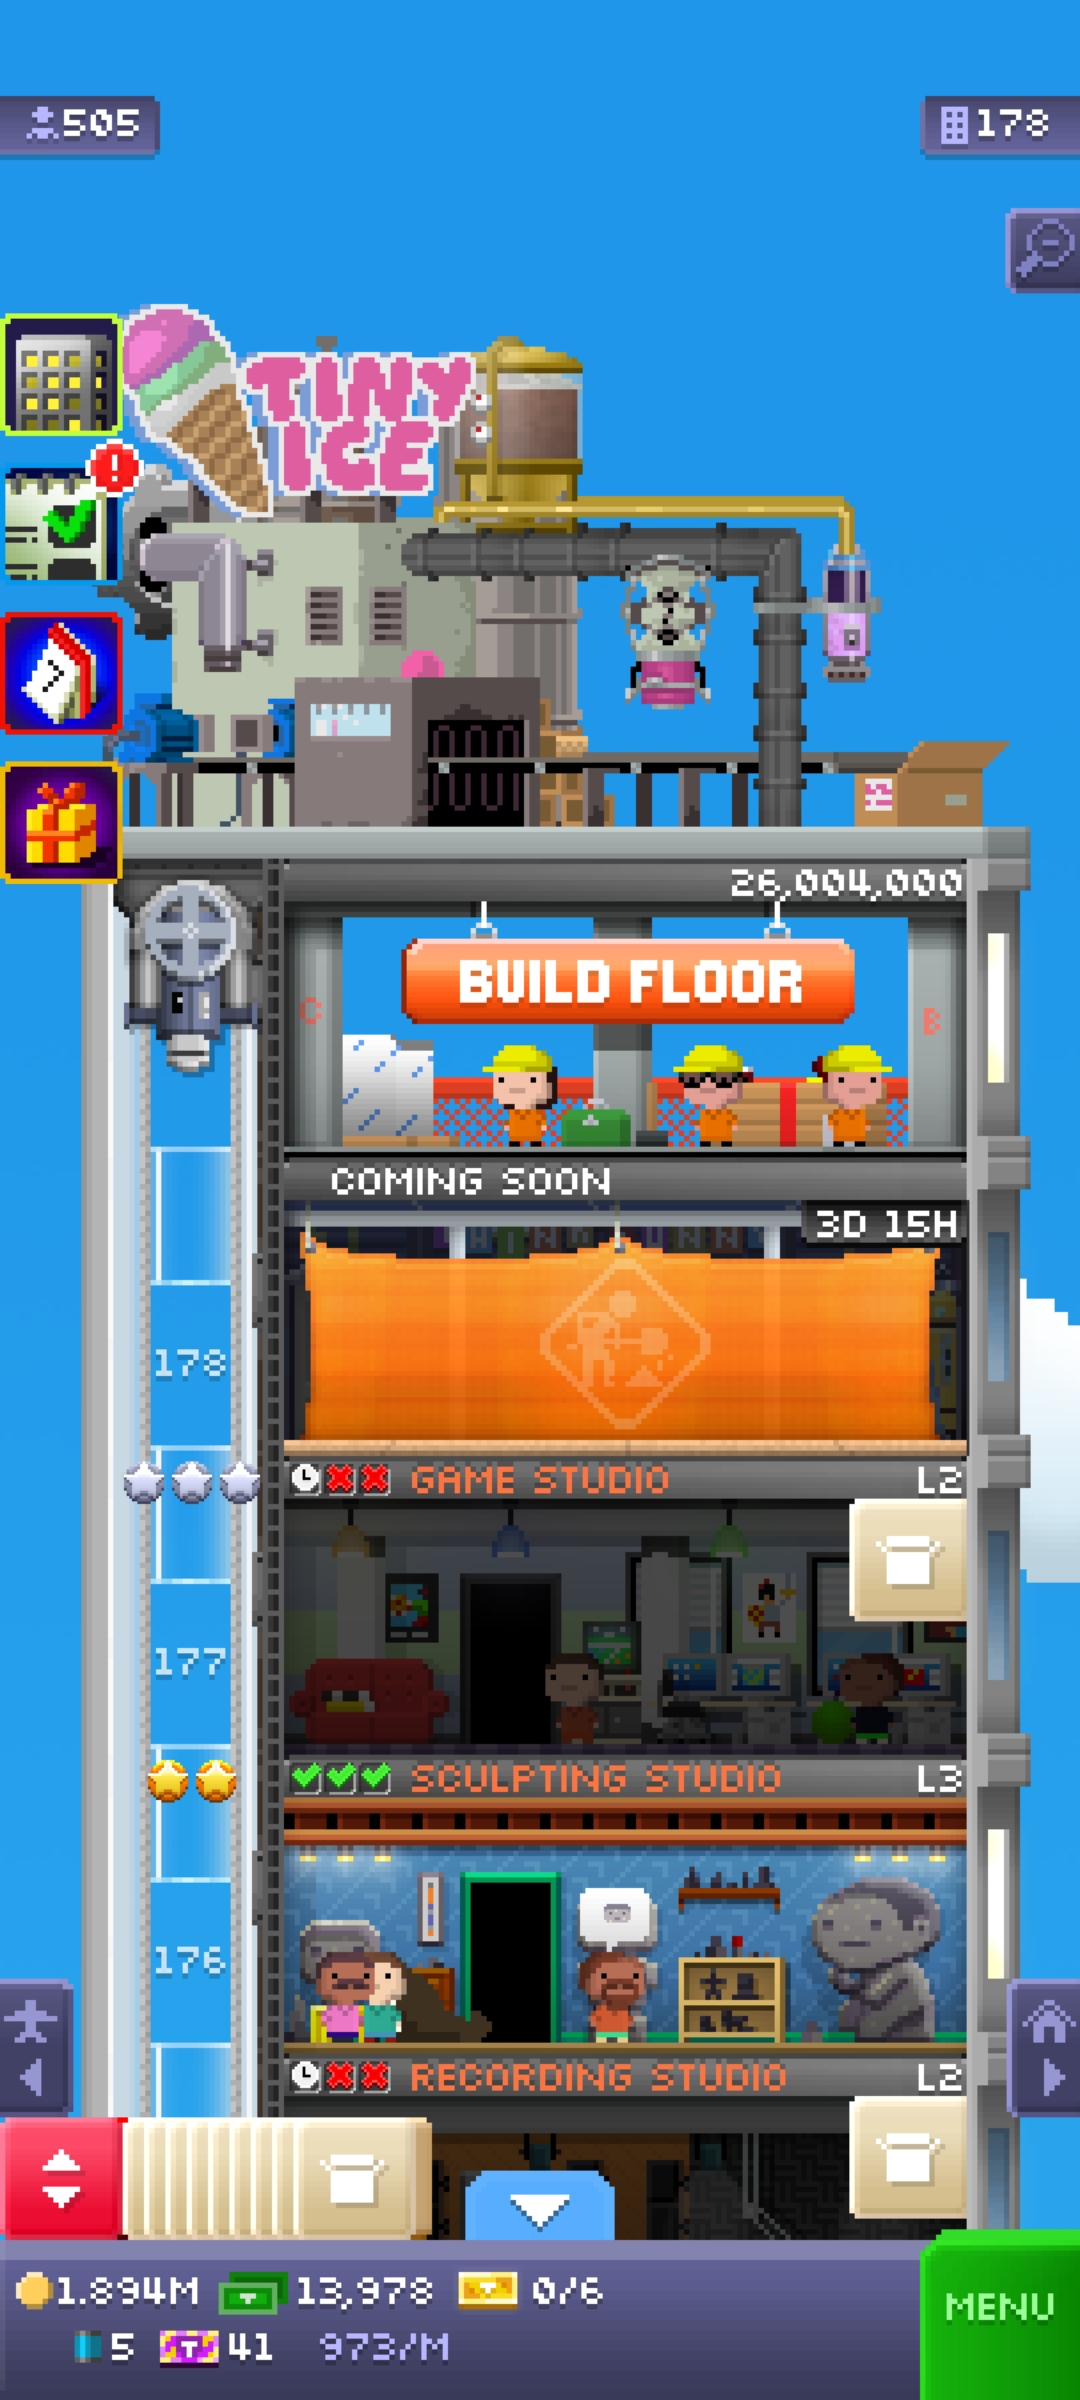 505
178
TINY
ICE
26,004,000
BUILD FLOOR
C
B
COMING SOON
3D 15H
178
GAME STUDIO L2
177
SCULPTING STUDIO L3
176
RECORDING STUDIO L2
1.894M 13,978 0/6
5 T 41 973/M
MENU